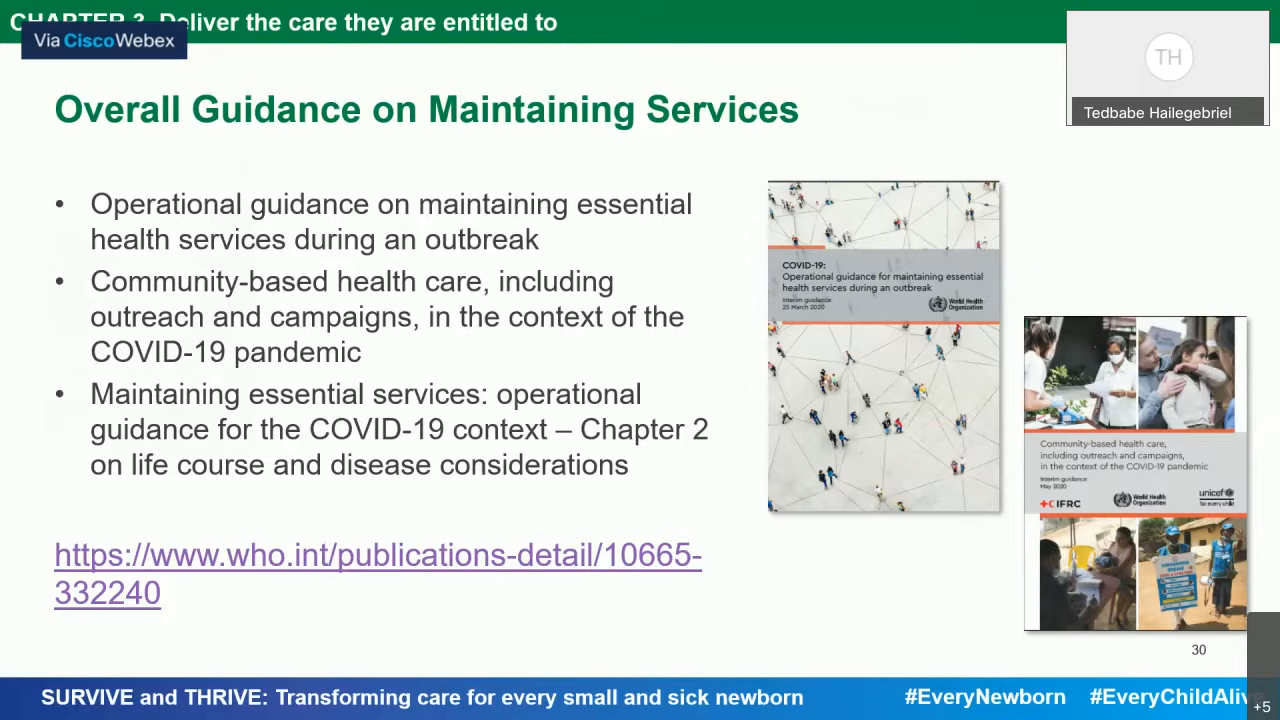 CHAPTER 3. Deliver the care they are entitled to
Via Cisco Webex
TH
Tedbabe Hailegebriel
Overall Guidance on Maintaining Services
• Operational guidance on maintaining essential
health services during an outbreak
• Community-based health care, including
outreach and campaigns, in the context of the
COVID-19 pandemic
• Maintaining essential services: operational
guidance for the COVID-19 context – Chapter 2
on life course and disease considerations
https://www.who.int/publications-detail/10665-
332240
COVID-19:
Operational guidance for maintaining essential
health services during an outbreak
Interim guidance
25 March 2020
World Health
Organization
Community-based health care,
including outreach and campaigns,
in the context of the COVID-19 pandemic
Interim guidance
May 2020
IFRC
World Health
Organization
unicef
for every child
30
SURVIVE and THRIVE: Transforming care for every small and sick newborn
#EveryNewborn #EveryChildAlive
+5